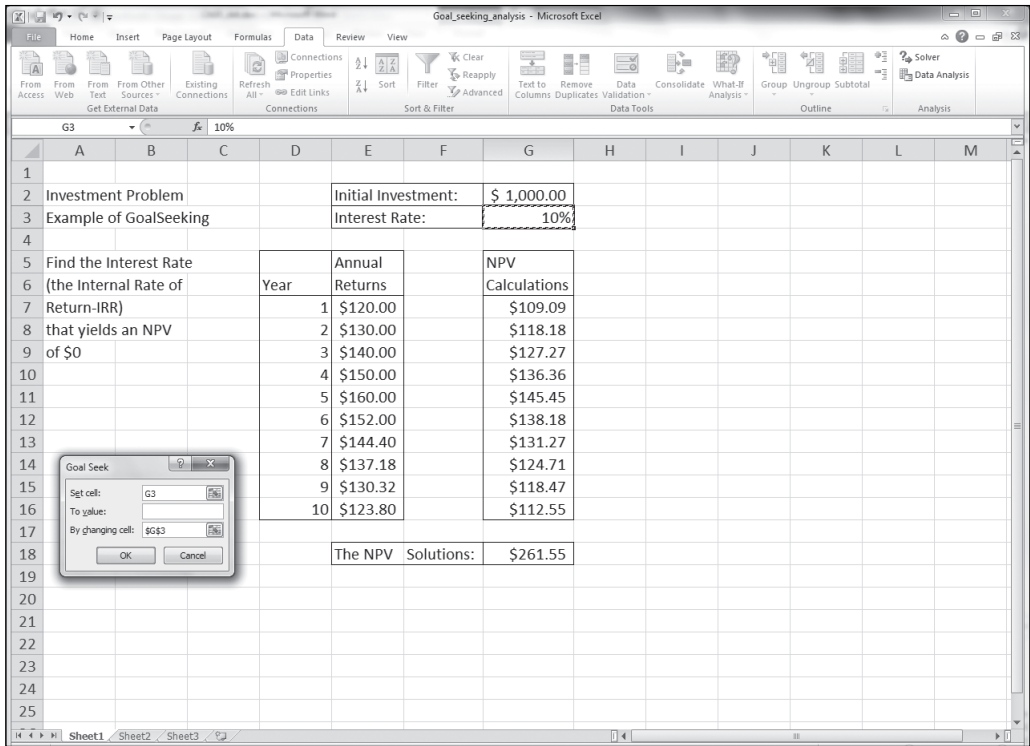 Goal_seeking_analysis - Microsoft Excel
File Home Insert Page Layout Formulas Data Review View
From Access From Web From Text From Other Sources Existing Connections
Get External Data
Refresh All Connections Properties Edit Links
Connections
Sort Filter Clear Reapply Advanced
Sort & Filter
Text to Columns Remove Duplicates Data Validation Consolidate What-If Analysis
Data Tools
Group Ungroup Subtotal
Outline
Solver Data Analysis
Analysis
G3 fx 10%
A B C D E F G H I J K L M
1
2 Investment Problem Initial Investment: $ 1,000.00
3 Example of GoalSeeking Interest Rate: 10%
4
5 Find the Interest Rate Annual NPV
6 (the Internal Rate of Year Returns Calculations
7 Return-IRR) 1 $120.00 $109.09
8 that yields an NPV 2 $130.00 $118.18
9 of $0 3 $140.00 $127.27
10 4 $150.00 $136.36
11 5 $160.00 $145.45
12 6 $152.00 $138.18
13 7 $144.40 $131.27
14 8 $137.18 $124.71
15 9 $130.32 $118.47
16 10 $123.80 $112.55
17
18 The NPV Solutions: $261.55
19
20
21
22
23
24
25
Goal Seek
Set cell: G3
To value:
By changing cell: $G$3
OK Cancel
Sheet1 Sheet2 Sheet3